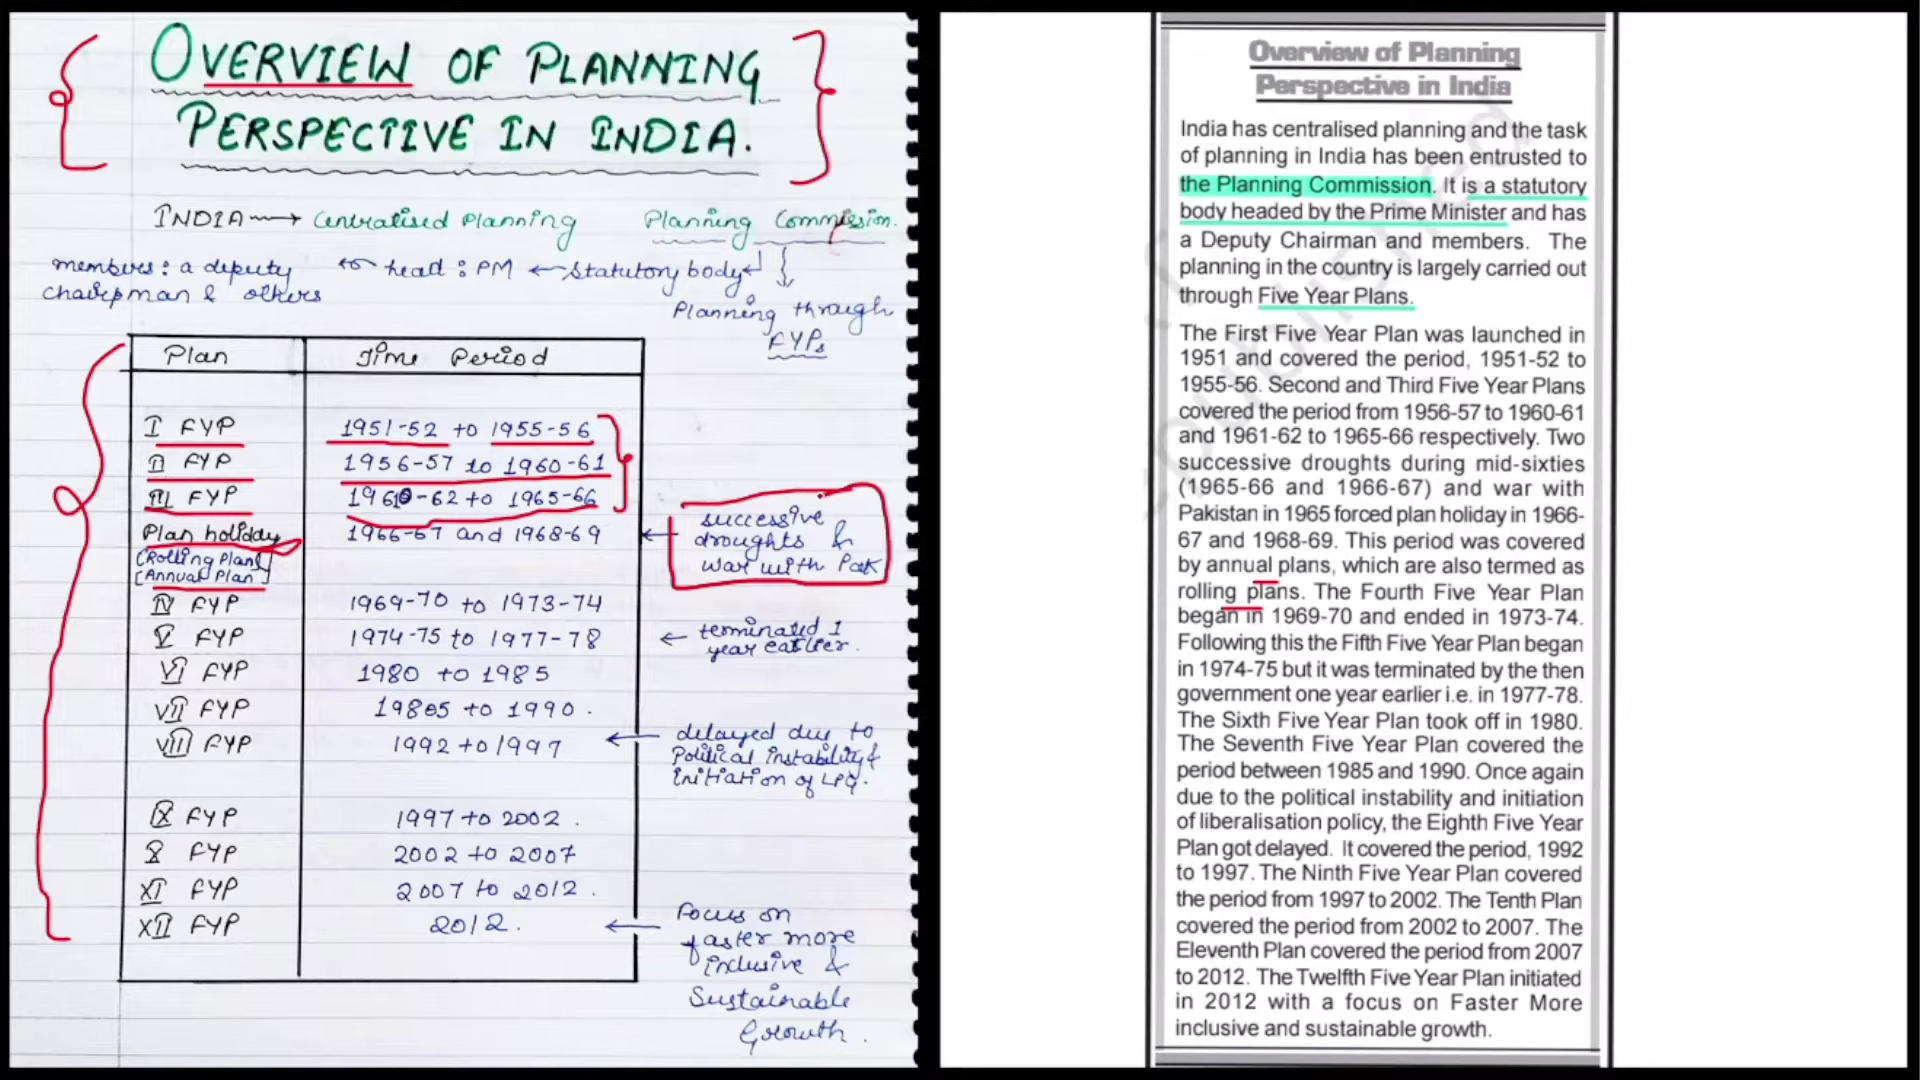 OVERVIEW OF PLANNING
PERSPECTIVE IN INDIA.
INDIA → Centralised Planning Planning Commission.
members: a deputy ← head: PM ← Statutory body
chairman & others
Planning through
FYPs
Plan Time Period
I FYP 1951-52 to 1955-56
II FYP 1956-57 to 1960-61
III FYP 1961-62 to 1965-66
Plan holiday 1966-67 and 1968-69
[Rolling Plan]
[Annual Plan]
← successive
droughts &
war with Pak
IV FYP 1969-70 to 1973-74
V FYP 1974-75 to 1977-78
← terminated 1
year earlier.
VI FYP 1980 to 1985
VII FYP 1985 to 1990.
VIII FYP 1992 to 1997
← delayed due to
Political instability &
initiation of LPG.
IX FYP 1997 to 2002.
X FYP 2002 to 2007
XI FYP 2007 to 2012.
XII FYP 2012.
← Focus on
faster more
inclusive &
Sustainable
Growth.
Overview of Planning
Perspective in India
India has centralised planning and the task
of planning in India has been entrusted to
the Planning Commission. It is a statutory
body headed by the Prime Minister and has
a Deputy Chairman and members. The
planning in the country is largely carried out
through Five Year Plans.
The First Five Year Plan was launched in
1951 and covered the period, 1951-52 to
1955-56. Second and Third Five Year Plans
covered the period from 1956-57 to 1960-61
and 1961-62 to 1965-66 respectively. Two
successive droughts during mid-sixties
(1965-66 and 1966-67) and war with
Pakistan in 1965 forced plan holiday in 1966-
67 and 1968-69. This period was covered
by annual plans, which are also termed as
rolling plans. The Fourth Five Year Plan
began in 1969-70 and ended in 1973-74.
Following this the Fifth Five Year Plan began
in 1974-75 but it was terminated by the then
government one year earlier i.e. in 1977-78.
The Sixth Five Year Plan took off in 1980.
The Seventh Five Year Plan covered the
period between 1985 and 1990. Once again
due to the political instability and initiation
of liberalisation policy, the Eighth Five Year
Plan got delayed. It covered the period, 1992
to 1997. The Ninth Five Year Plan covered
the period from 1997 to 2002. The Tenth Plan
covered the period from 2002 to 2007. The
Eleventh Plan covered the period from 2007
to 2012. The Twelfth Five Year Plan initiated
in 2012 with a focus on Faster More
inclusive and sustainable growth.